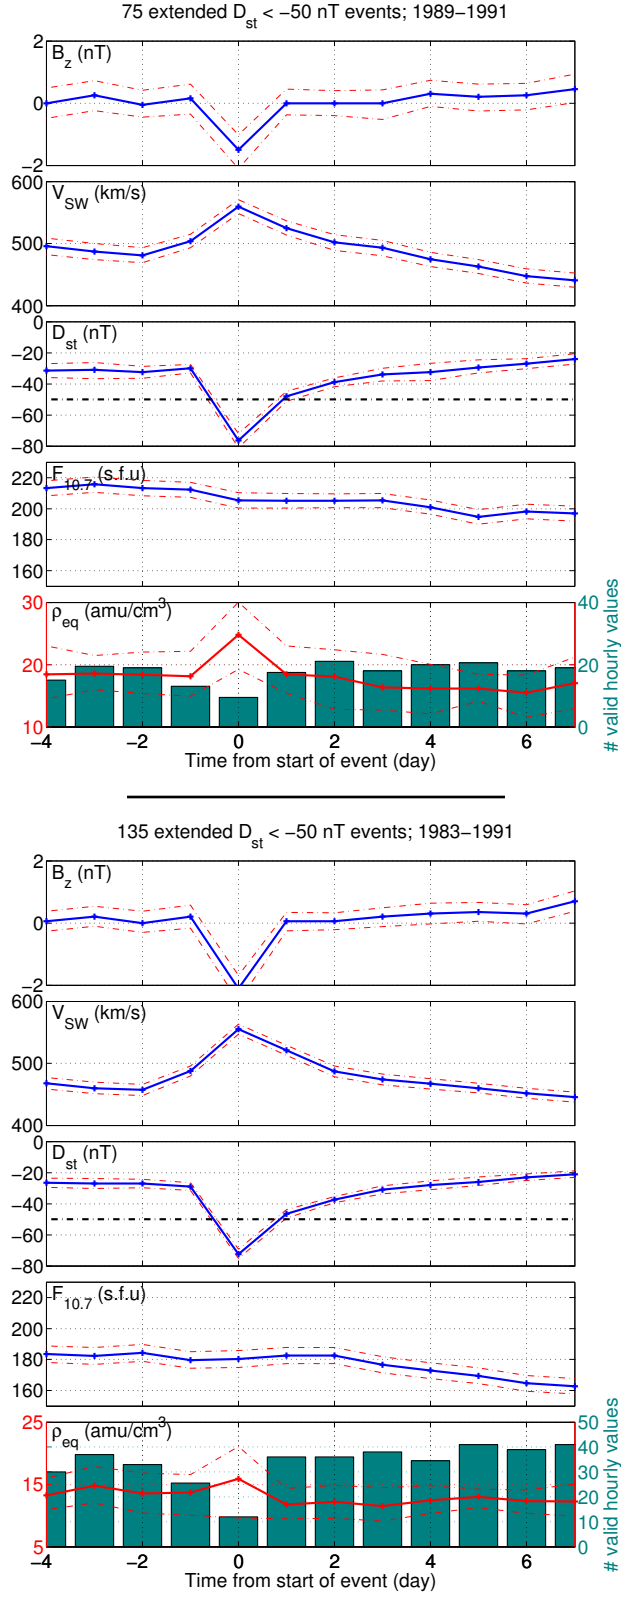 75 extended D_st < −50 nT events; 1989−1991
B_z (nT)
2
0
−2
V_SW (km/s)
600
500
400
D_st (nT)
0
−20
−40
−60
−80
F_10.7 (s.f.u)
220
200
180
160
ρ_eq (amu/cm^3)
30
20
10
40
20
0
# valid hourly values
−4 −2 0 2 4 6
Time from start of event (day)
135 extended D_st < −50 nT events; 1983−1991
B_z (nT)
2
0
−2
V_SW (km/s)
600
500
400
D_st (nT)
0
−20
−40
−60
−80
F_10.7 (s.f.u)
220
200
180
160
ρ_eq (amu/cm^3)
25
15
5
50
40
30
20
10
0
# valid hourly values
−4 −2 0 2 4 6
Time from start of event (day)